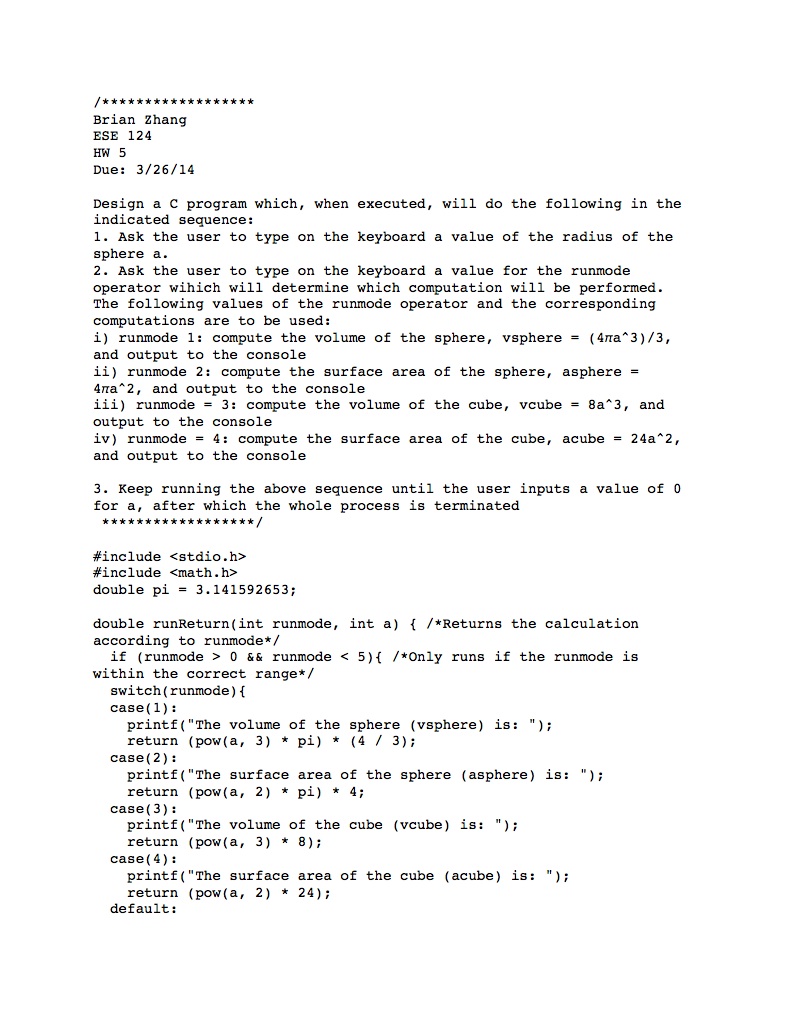 /******************
Brian Zhang
ESE 124
HW 5
Due: 3/26/14
Design a C program which, when executed, will do the following in the
indicated sequence:
1. Ask the user to type on the keyboard a value of the radius of the
sphere a.
2. Ask the user to type on the keyboard a value for the runmode
operator wihich will determine which computation will be performed.
The following values of the runmode operator and the corresponding
computations are to be used:
i) runmode 1: compute the volume of the sphere, vsphere = (4πa^3)/3,
and output to the console
ii) runmode 2: compute the surface area of the sphere, asphere =
4πa^2, and output to the console
iii) runmode = 3: compute the volume of the cube, vcube = 8a^3, and
output to the console
iv) runmode = 4: compute the surface area of the cube, acube = 24a^2,
and output to the console
3. Keep running the above sequence until the user inputs a value of 0
for a, after which the whole process is terminated
******************/
#include <stdio.h>
#include <math.h>
double pi = 3.141592653;
double runReturn(int runmode, int a) { /*Returns the calculation
according to runmode*/
  if (runmode > 0 && runmode < 5){ /*Only runs if the runmode is
within the correct range*/
  switch(runmode){
  case(1):
    printf("The volume of the sphere (vsphere) is: ");
    return (pow(a, 3) * pi) * (4 / 3);
  case(2):
    printf("The surface area of the sphere (asphere) is: ");
    return (pow(a, 2) * pi) * 4;
  case(3):
    printf("The volume of the cube (vcube) is: ");
    return (pow(a, 3) * 8);
  case(4):
    printf("The surface area of the cube (acube) is: ");
    return (pow(a, 2) * 24);
  default: